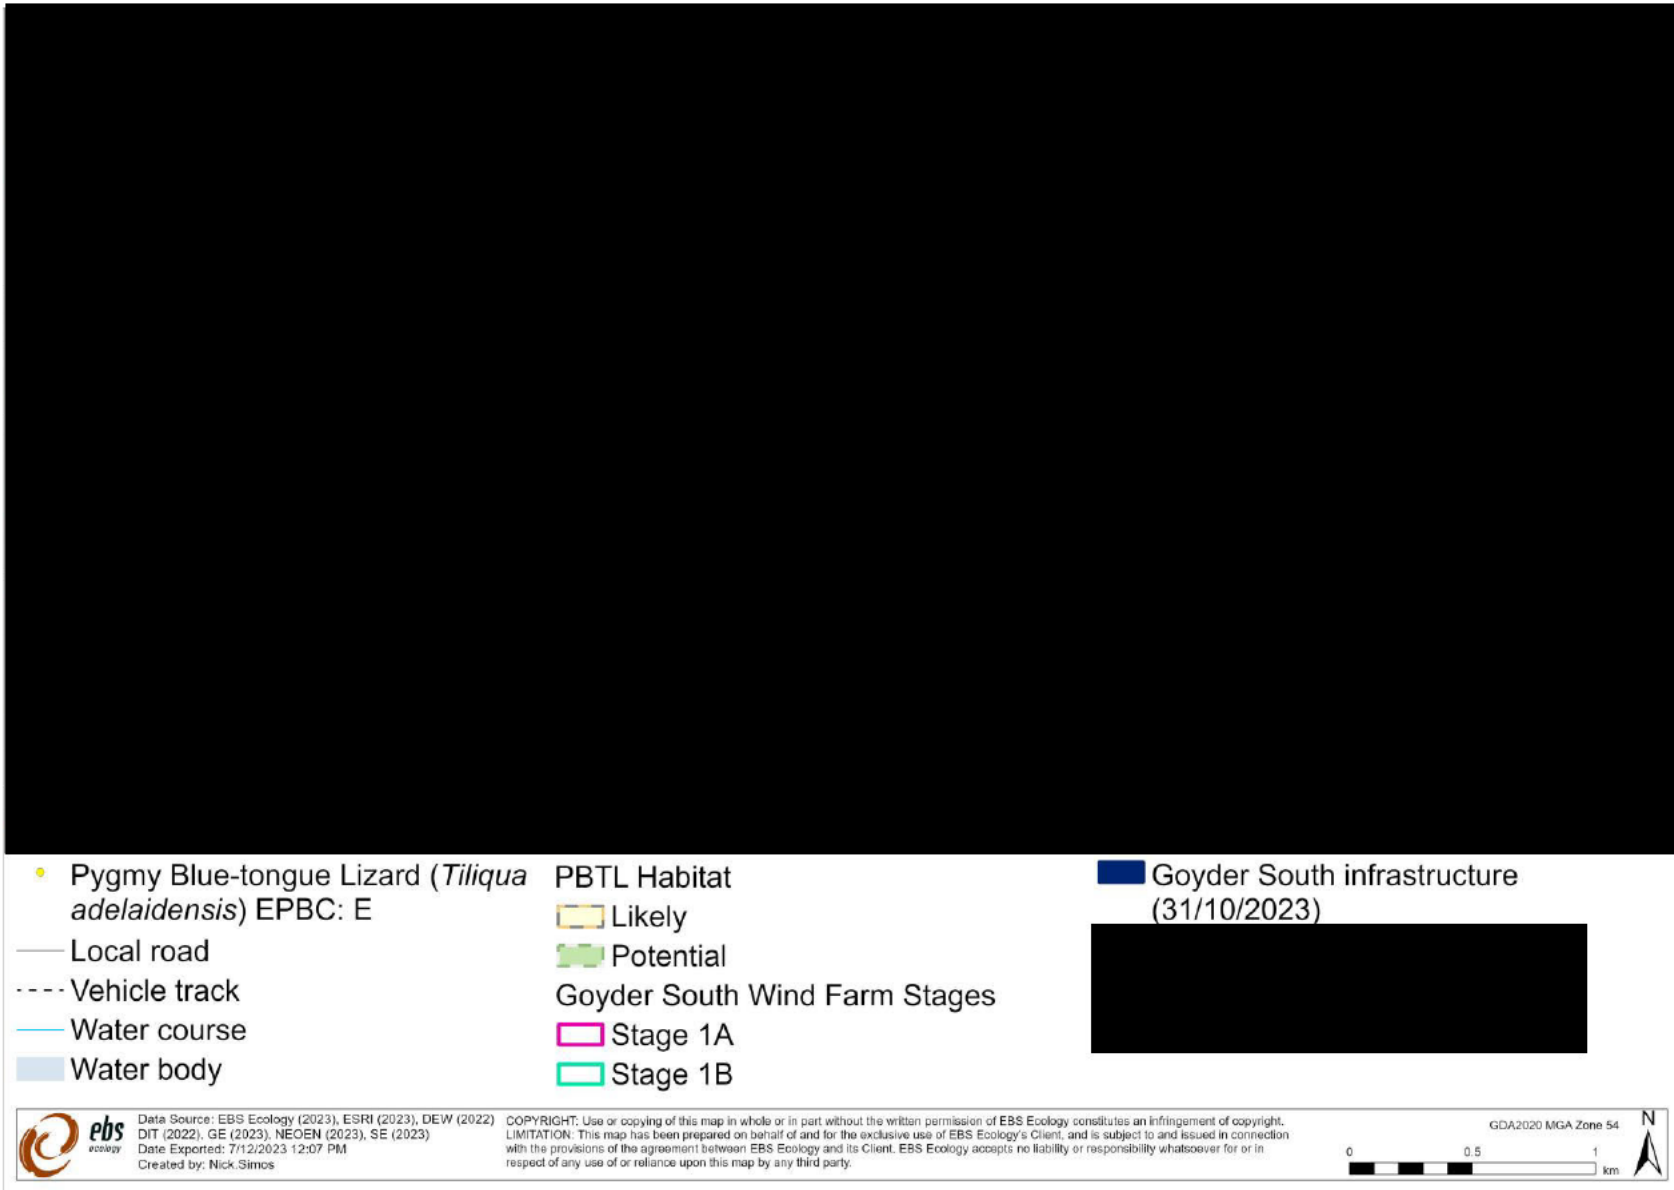 Pygmy Blue-tongue Lizard (Tiliqua
adelaidensis) EPBC: E
Local road
Vehicle track
Water course
Water body
PBTL Habitat
Likely
Potential
Goyder South Wind Farm Stages
Stage 1A
Stage 1B
Goyder South infrastructure
(31/10/2023)
ebs
ecology
Data Source: EBS Ecology (2023), ESRI (2023), DEW (2022)
DIT (2022). GE (2023). NEOEN (2023), SE (2023)
Date Exported: 7/12/2023 12:07 PM
Created by: Nick.Simos
COPYRIGHT: Use or copying of this map in whole or in part without the written permission of EBS Ecology constitutes an infringement of copyright.
LIMITATION: This map has been prepared on behalf of and for the exclusive use of EBS Ecology's Client, and is subject to and issued in connection
with the provisions of the agreement between EBS Ecology and its Client. EBS Ecology accepts no liability or responsibility whatsoever for or in
respect of any use of or reliance upon this map by any third party.
GDA2020 MGA Zone 54
N
0 0.5 1
km